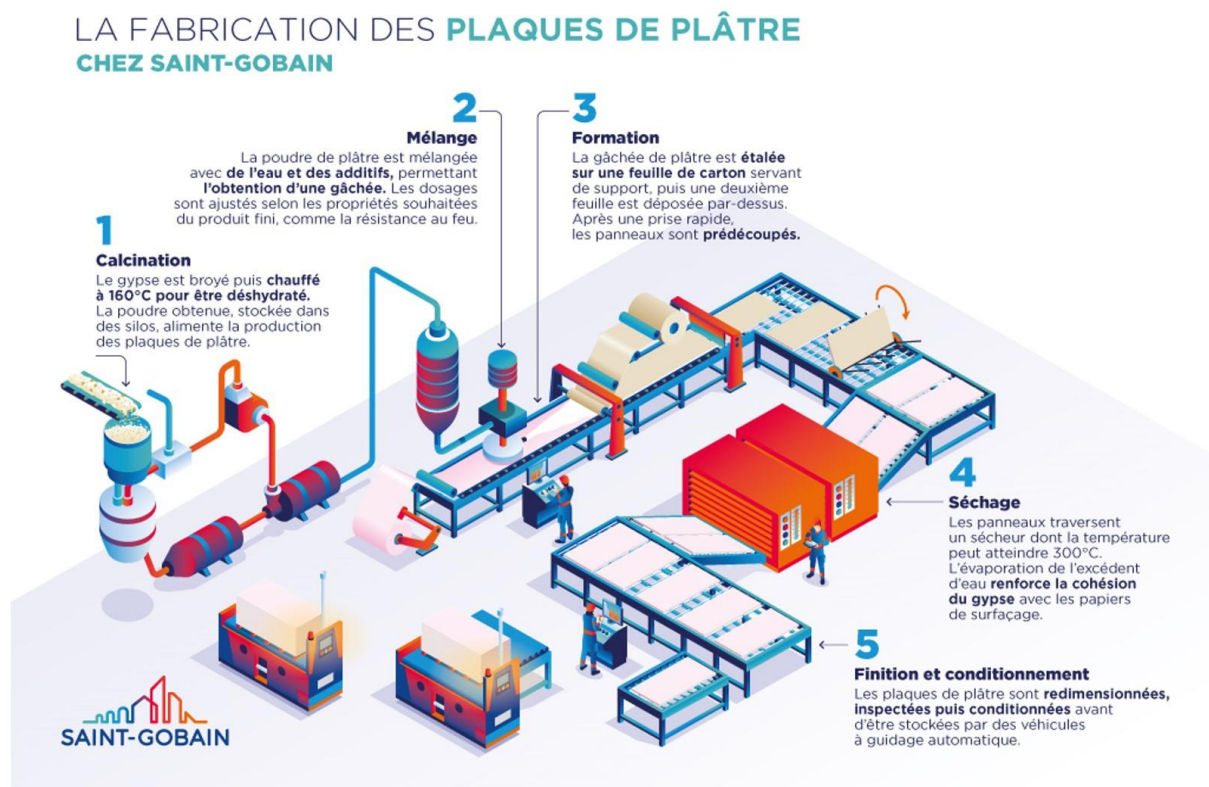 LA FABRICATION DES PLAQUES DE PLÂTRE
CHEZ SAINT-GOBAIN
1
Calcination
Le gypse est broyé puis chauffé
à 160°C pour être déshydraté.
La poudre obtenue, stockée dans
des silos, alimente la production
des plaques de plâtre.
2
Mélange
La poudre de plâtre est mélangée
avec de l'eau et des additifs, permettant
l'obtention d'une gâchée. Les dosages
sont ajustés selon les propriétés souhaitées
du produit fini, comme la résistance au feu.
3
Formation
La gâchée de plâtre est étalée
sur une feuille de carton servant
de support, puis une deuxième
feuille est déposée par-dessus.
Après une prise rapide,
les panneaux sont prédécoupés.
4
Séchage
Les panneaux traversent
un sécheur dont la température
peut atteindre 300°C.
L'évaporation de l'excédent
d'eau renforce la cohésion
du gypse avec les papiers
de surfaçage.
5
Finition et conditionnement
Les plaques de plâtre sont redimensionnées,
inspectées puis conditionnées avant
d'être stockées par des véhicules
à guidage automatique.
SAINT-GOBAIN